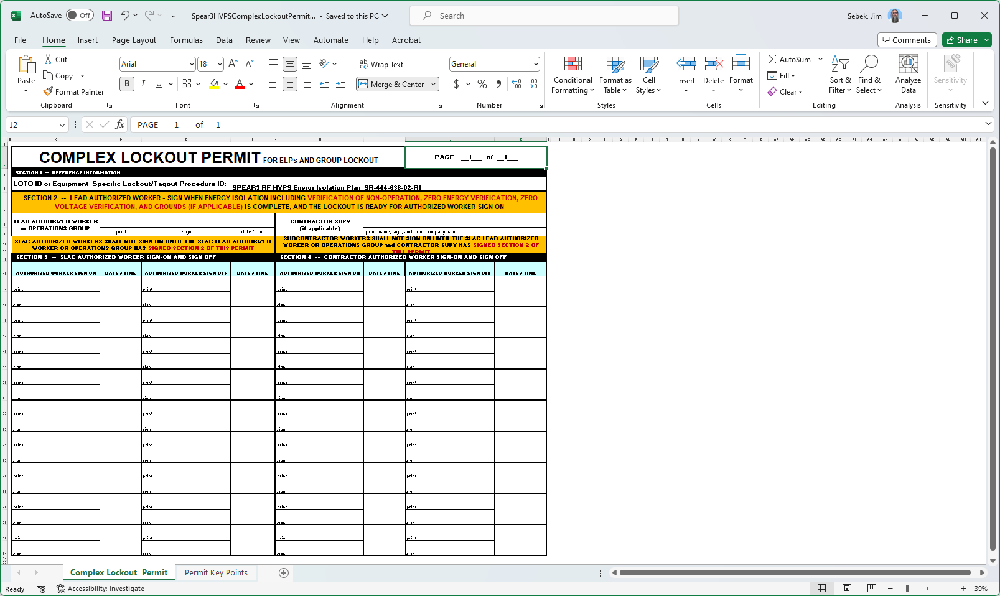 AutoSave Off Spear3HVPSComplexLockoutPermit... • Saved to this PC Search Sebek, Jim
File Home Insert Page Layout Formulas Data Review View Automate Help Acrobat Comments Share
Paste Cut Copy Format Painter Clipboard
Arial 18 B I U A Font
Wrap Text Merge & Center Alignment
General $ % Number
Conditional Formatting Format as Table Cell Styles Styles
Insert Delete Format Cells
AutoSum Fill Clear Sort & Filter Find & Select Editing
Analyze Data Analysis
Sensitivity Sensitivity
J2 fx PAGE __1___ of __1___
COMPLEX LOCKOUT PERMIT FOR ELPs AND GROUP LOCKOUT PAGE __1___ of __1___
SECTION 1 -- REFERENCE INFORMATION
LOTO ID or Equipment-Specific Lockout/Tagout Procedure ID: SPEAR3 RF HVPS Energy Isolation Plan SR-444-636-02-R1
SECTION 2 -- LEAD AUTHORIZED WORKER - SIGN WHEN ENERGY ISOLATION INCLUDING VERIFICATION OF NON-OPERATION, ZERO ENERGY VERIFICATION, ZERO
VOLTAGE VERIFICATION, AND GROUNDS (IF APPLICABLE) IS COMPLETE, AND THE LOCKOUT IS READY FOR AUTHORIZED WORKER SIGN ON
LEAD AUTHORIZED WORKER
or OPERATIONS GROUP:
print sign date / time
CONTRACTOR SUPV
(if applicable):
print name, sign, and print company name
SLAC AUTHORIZED WORKERS SHALL NOT SIGN ON UNTIL THE SLAC LEAD AUTHORIZED
WORKER OR OPERATIONS GROUP HAS SIGNED SECTION 2 OF THIS PERMIT
SUBCONTRACTOR WORKERS SHALL NOT SIGN ON UNTIL THE SLAC LEAD AUTHORIZED
WORKER OR OPERATIONS GROUP and CONTRACTOR SUPV HAS SIGNED SECTION 2 OF
THIS PERMIT
SECTION 3 -- SLAC AUTHORIZED WORKER SIGN-ON AND SIGN OFF SECTION 4 -- CONTRACTOR AUTHORIZED WORKER SIGN-ON AND SIGN OFF
AUTHORIZED WORKER SIGN ON DATE / TIME AUTHORIZED WORKER SIGN OFF DATE / TIME AUTHORIZED WORKER SIGN ON DATE / TIME AUTHORIZED WORKER SIGN OFF DATE / TIME
print print print print
sign sign sign sign
print print print print
sign sign sign sign
print print print print
sign sign sign sign
print print print print
sign sign sign sign
print print print print
sign sign sign sign
print print print print
sign sign sign sign
print print print print
sign sign sign sign
print print print print
sign sign sign sign
print print print print
sign sign sign sign
Complex Lockout Permit Permit Key Points
Ready Accessibility: Investigate 39%